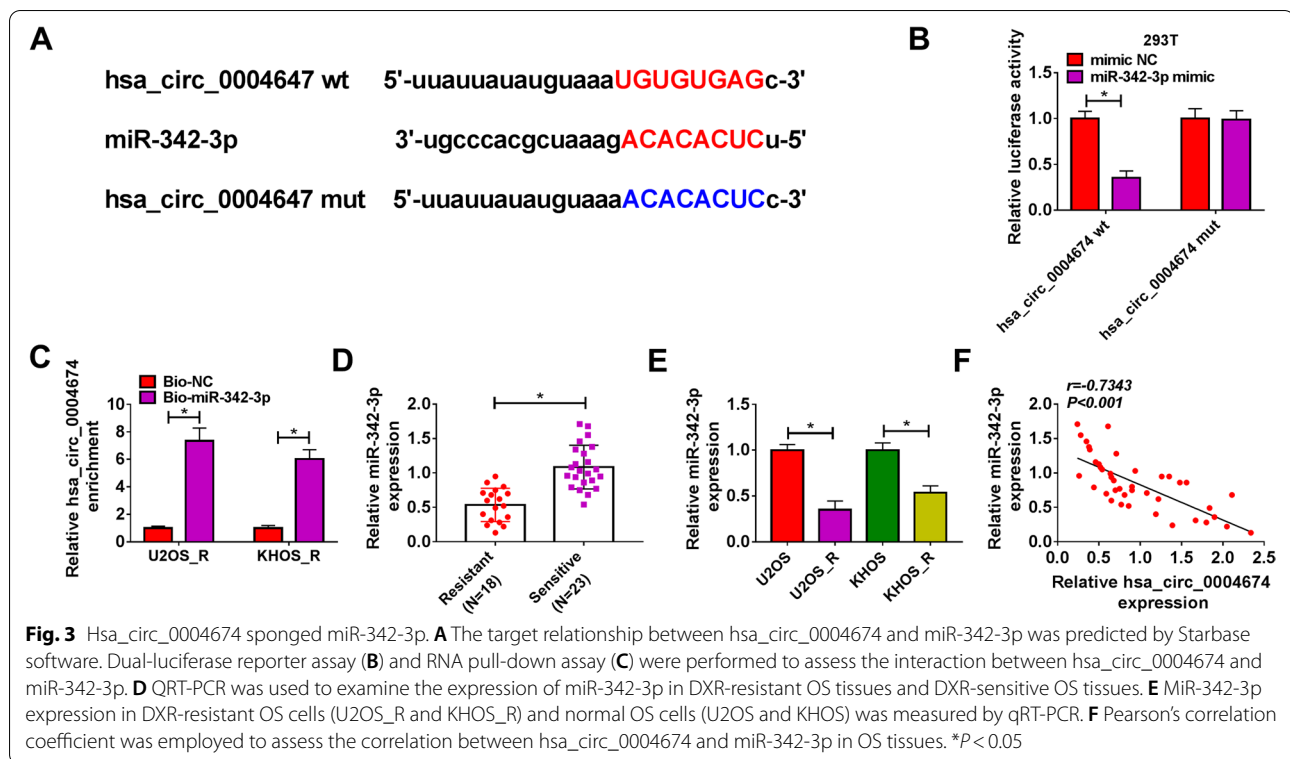 A
hsa_circ_0004647 wt 5'-uuauuauauguaaaUGUGUGAGc-3'
miR-342-3p 3'-ugcccacgcuaaagACACACUCu-5'
hsa_circ_0004647 mut 5'-uuauuauauguaaaACACACUCc-3'
B
293T
mimic NC
miR-342-3p mimic
Relative luciferase activity
1.5
1.0
0.5
0.0
*
hsa_circ_0004674 wt
hsa_circ_0004674 mut
C
Bio-NC
Bio-miR-342-3p
Relative hsa_circ_0004674
enrichment
10
8
6
4
2
0
*
*
U2OS_R
KHOS_R
D
Relative miR-342-3p
expression
2.0
1.5
1.0
0.5
0.0
*
Resistant
(N=18)
Sensitive
(N=23)
E
Relative miR-342-3p
expression
1.5
1.0
0.5
0.0
*
*
U2OS
U2OS_R
KHOS
KHOS_R
F
r=-0.7343
P<0.001
Relative miR-342-3p
expression
2.0
1.5
1.0
0.5
0.0
0.0 0.5 1.0 1.5 2.0 2.5
Relative hsa_circ_0004674
expression
Fig. 3 Hsa_circ_0004674 sponged miR-342-3p. A The target relationship between hsa_circ_0004674 and miR-342-3p was predicted by Starbase
software. Dual-luciferase reporter assay (B) and RNA pull-down assay (C) were performed to assess the interaction between hsa_circ_0004674 and
miR-342-3p. D QRT-PCR was used to examine the expression of miR-342-3p in DXR-resistant OS tissues and DXR-sensitive OS tissues. E MiR-342-3p
expression in DXR-resistant OS cells (U2OS_R and KHOS_R) and normal OS cells (U2OS and KHOS) was measured by qRT-PCR. F Pearson's correlation
coefficient was employed to assess the correlation between hsa_circ_0004674 and miR-342-3p in OS tissues. *P < 0.05